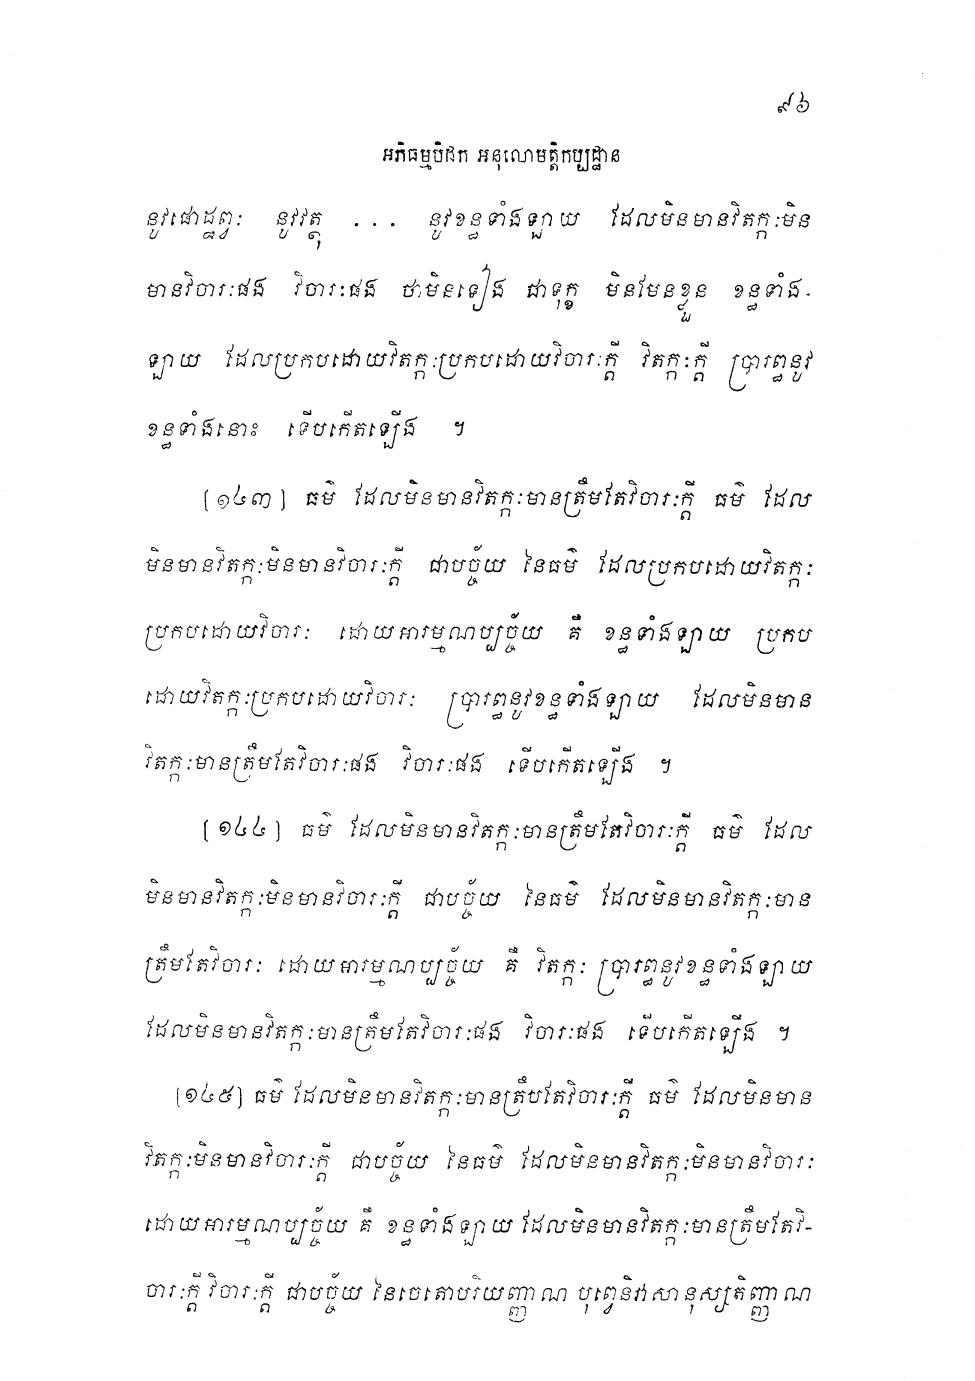 ៩៦
អភិធម្មបិដក អនុលោមត្តិកប្បដ្ឋាន
នូវផោដ្ឋព្វៈ នូវវត្ថុ ... នូវខន្ធទាំងឡាយ ដែលមិនមានវិតក្កៈមិន
មានវិចារៈផង វិចារៈផង ថាមិនទៀង ជាទុក្ខ មិនមែនខ្លួន ខន្ធទាំង-
ឡាយ ដែលប្រកបដោយវិតក្កៈប្រកបដោយវិចារៈក្តី វិតក្កៈក្តី ប្រារព្ធនូវ
ខន្ធទាំងនោះ ទើបកើតឡើង ។
[១៤៣] ធម៌ ដែលមិនមានវិតក្កៈមានត្រឹមតែវិចារៈក្តី ធម៌ ដែល
មិនមានវិតក្កៈមិនមានវិចារៈក្តី ជាបច្ច័យ នៃធម៌ ដែលប្រកបដោយវិតក្កៈ
ប្រកបដោយវិចារៈ ដោយអារម្មណប្បច្ច័យ គឺ ខន្ធទាំងឡាយ ប្រកប
ដោយវិតក្កៈប្រកបដោយវិចារៈ ប្រារព្ធនូវខន្ធទាំងឡាយ ដែលមិនមាន
វិតក្កៈមានត្រឹមតែវិចារៈផង វិចារៈផង ទើបកើតឡើង ។
[១៤៤] ធម៌ ដែលមិនមានវិតក្កៈមានត្រឹមតែវិចារៈក្តី ធម៌ ដែល
មិនមានវិតក្កៈមិនមានវិចារៈក្តី ជាបច្ច័យ នៃធម៌ ដែលមិនមានវិតក្កៈមាន
ត្រឹមតែវិចារៈ ដោយអារម្មណប្បច្ច័យ គឺ វិតក្កៈ ប្រារព្ធនូវខន្ធទាំងឡាយ
ដែលមិនមានវិតក្កៈមានត្រឹមតែវិចារៈផង វិចារៈផង ទើបកើតឡើង ។
[១៤៥] ធម៌ ដែលមិនមានវិតក្កៈមានត្រឹបតែវិចារៈក្តី ធម៌ ដែលមិនមាន
វិតក្កៈមិនមានវិចារៈក្តី ជាបច្ច័យ នៃធម៌ ដែលមិនមានវិតក្កៈមិនមានវិចារៈ
ដោយអារម្មណប្បច្ច័យ គឺ ខន្ធទាំងឡាយ ដែលមិនមានវិតក្កៈមានត្រឹមតែវិ-
ចារៈក្តី វិចារៈក្តី ជាបច្ច័យ នៃចេតោបរិយញ្ញាណ បុព្វេនិវាសានុស្សតិញ្ញាណ